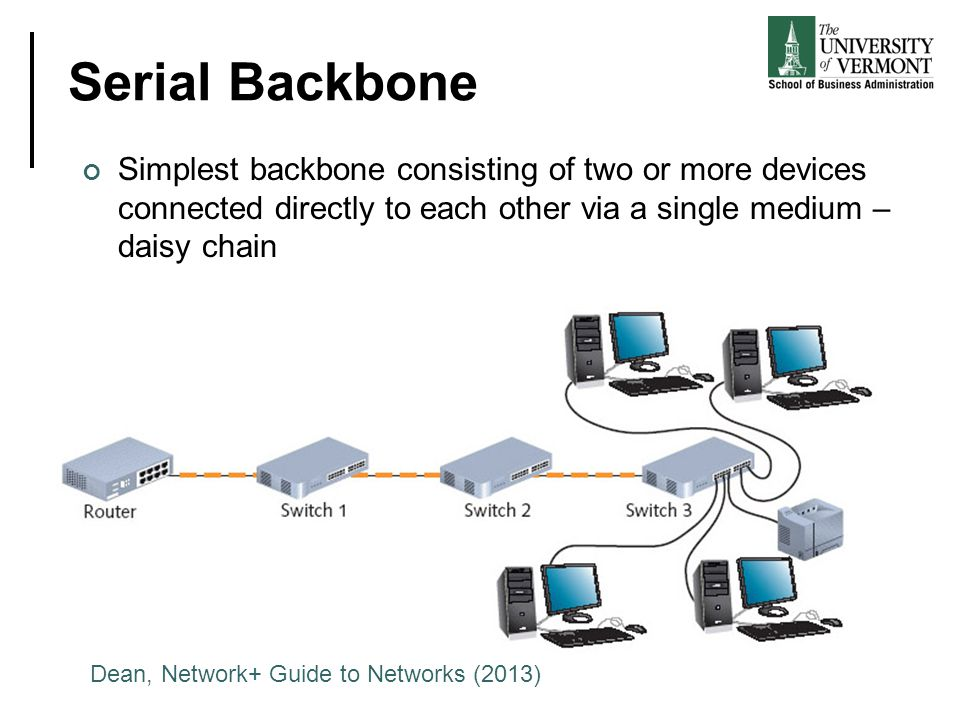 The
UNIVERSITY
of VERMONT
School of Business Administration
Serial Backbone
Simplest backbone consisting of two or more devices
connected directly to each other via a single medium –
daisy chain
Router
Switch 1
Switch 2
Switch 3
Dean, Network+ Guide to Networks (2013)